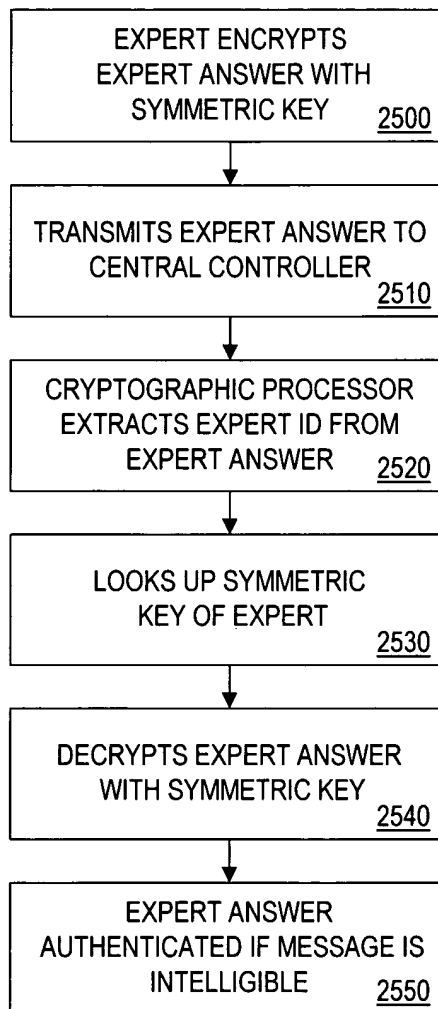 EXPERT ENCRYPTS
EXPERT ANSWER WITH
SYMMETRIC KEY
2500
TRANSMITS EXPERT ANSWER TO
CENTRAL CONTROLLER
2510
CRYPTOGRAPHIC PROCESSOR
EXTRACTS EXPERT ID FROM
EXPERT ANSWER
2520
LOOKS UP SYMMETRIC
KEY OF EXPERT
2530
DECRYPTS EXPERT ANSWER
WITH SYMMETRIC KEY
2540
EXPERT ANSWER
AUTHENTICATED IF MESSAGE IS
INTELLIGIBLE
2550